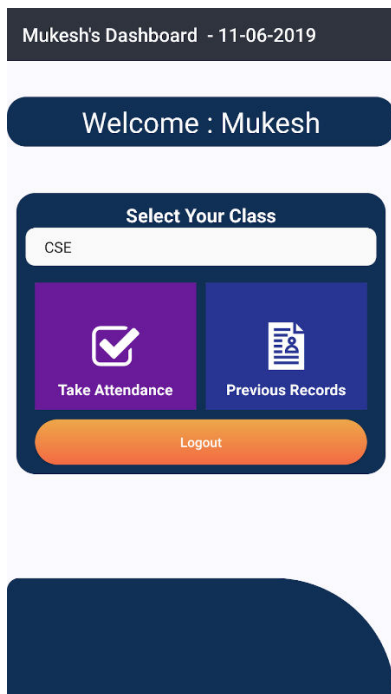 Mukesh's Dashboard - 11-06-2019
Welcome : Mukesh
Select Your Class
CSE
Take Attendance
Previous Records
Logout